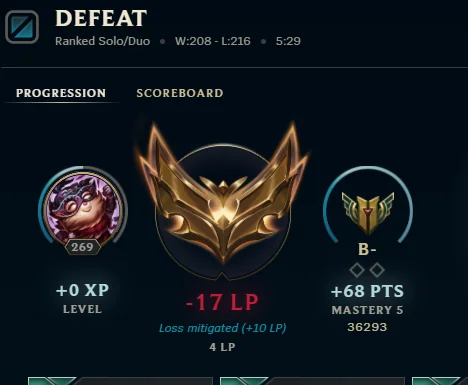 DEFEAT
Ranked Solo/Duo • W:208 - L:216 • 5:29
PROGRESSION SCOREBOARD
269
+0 XP
LEVEL
-17 LP
Loss mitigated (+10 LP)
4 LP
B-
+68 PTS
MASTERY 5
36293